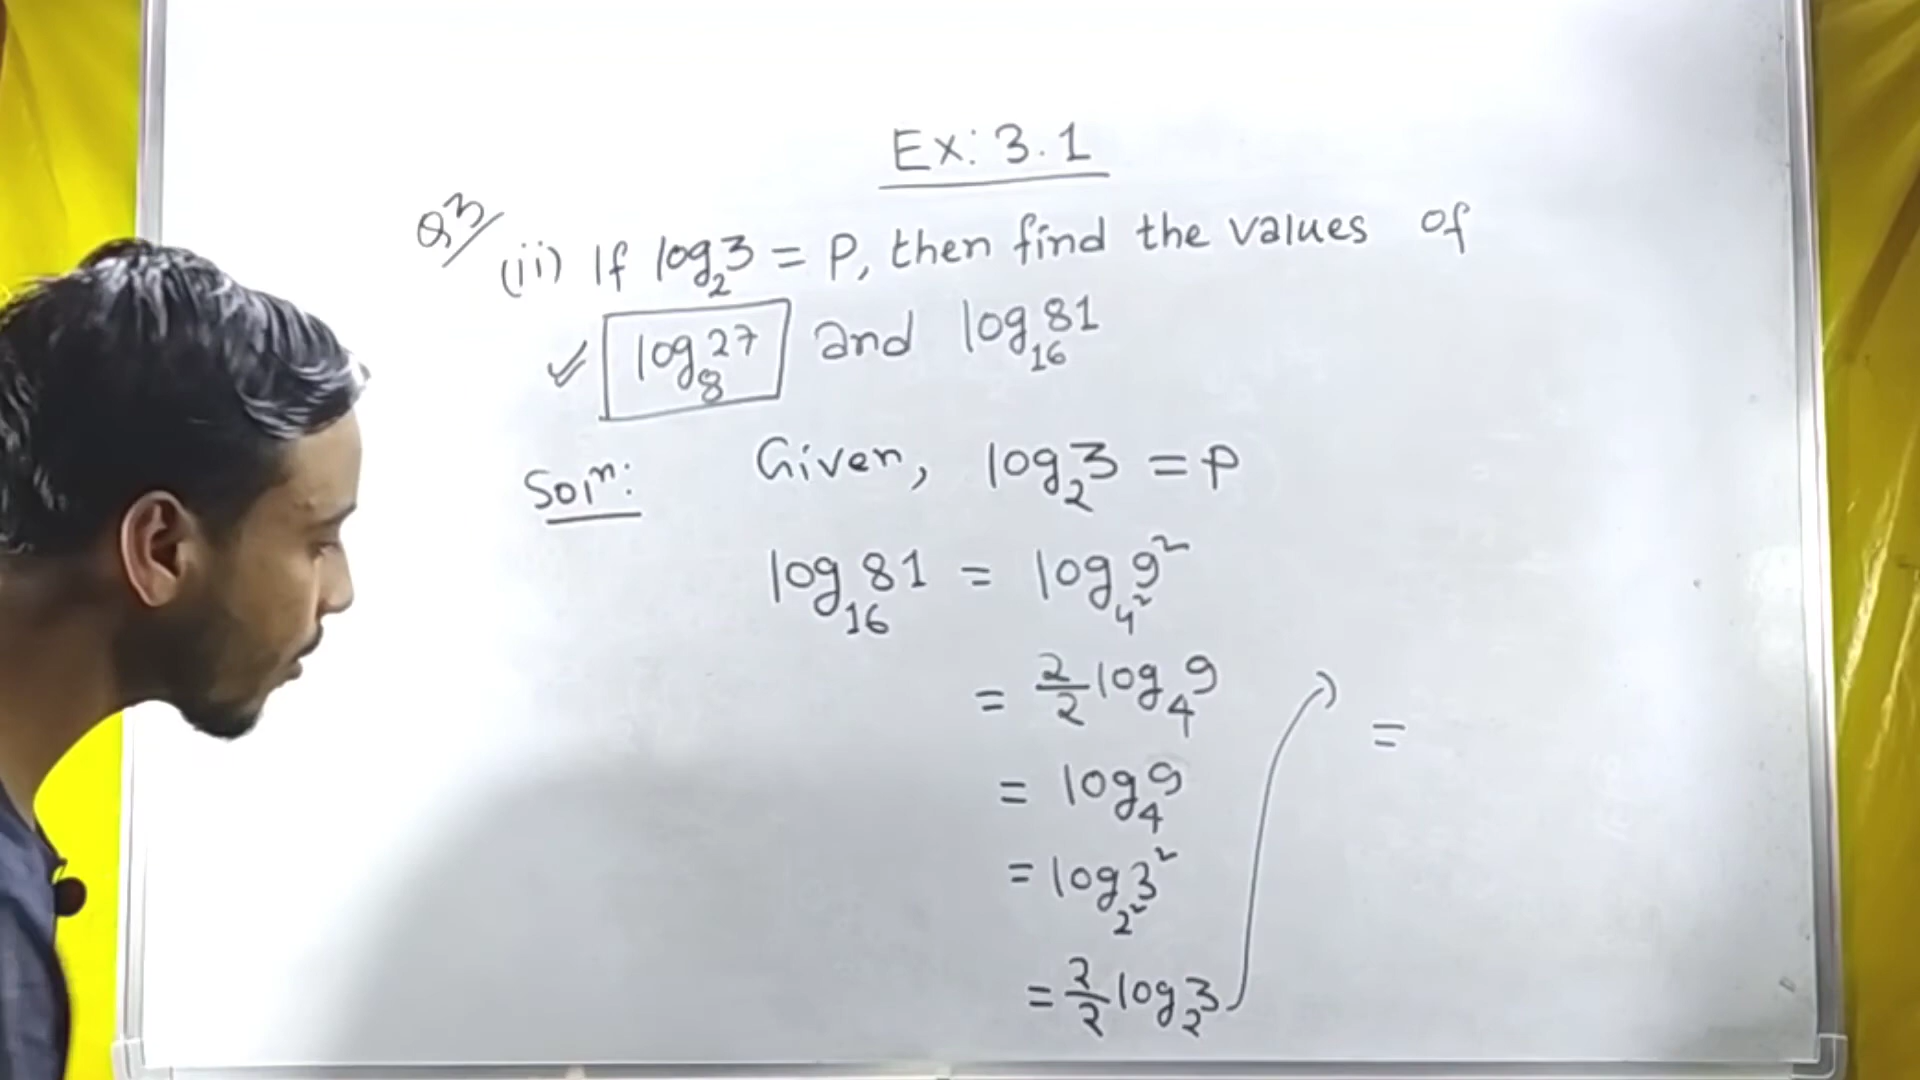 Ex: 3.1
Q3
(ii) If log₂3 = P, then find the values of
✓ log₈27 and log₁₆81
Solⁿ: Given, log₂3 = P
log₁₆81 = log₄²9²
= 2/2 log₄9
= log₄9
= log₂²3²
= 2/2 log₂3
=